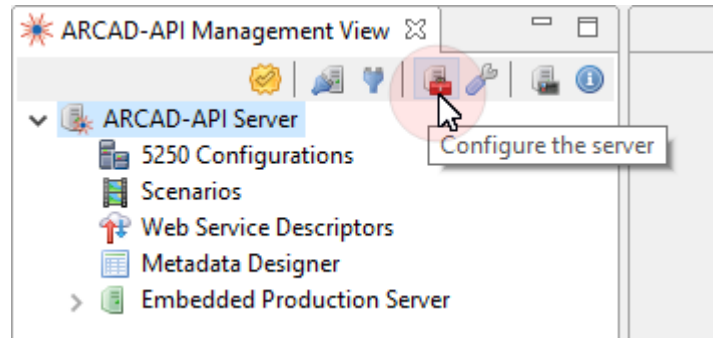 ARCAD-API Management View
ARCAD-API Server
Configure the server
5250 Configurations
Scenarios
Web Service Descriptors
Metadata Designer
Embedded Production Server